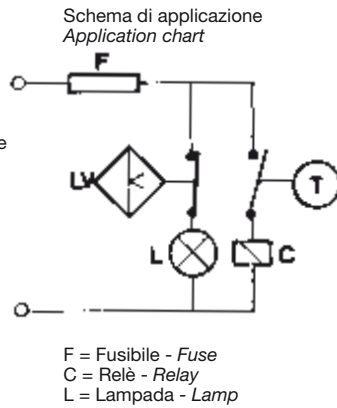 Schema di applicazione
Application chart
F
e
LV
T
L
C
F = Fusibile - Fuse
C = Relè - Relay
L = Lampada - Lamp